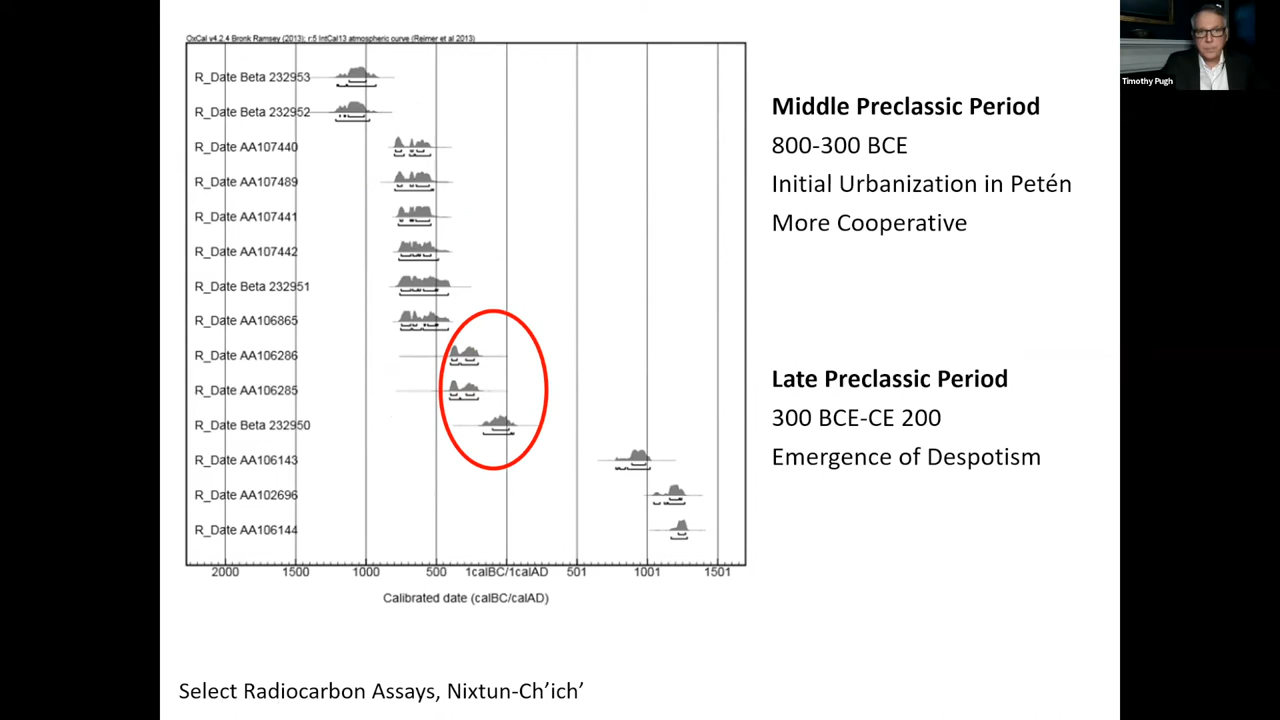 OxCal v4.2.4 Bronk Ramsey (2013); r:5 IntCal13 atmospheric curve (Reimer et al 2013)
Timothy Pugh
R_Date Beta 232953
R_Date Beta 232952
R_Date AA107440
R_Date AA107489
R_Date AA107441
R_Date AA107442
R_Date Beta 232951
R_Date AA106865
R_Date AA106286
R_Date AA106285
R_Date Beta 232950
R_Date AA106143
R_Date AA102696
R_Date AA106144
2000 1500 1000 500 1calBC/1calAD 501 1001 1501
Calibrated date (calBC/calAD)
Middle Preclassic Period
800-300 BCE
Initial Urbanization in Petén
More Cooperative
Late Preclassic Period
300 BCE-CE 200
Emergence of Despotism
Select Radiocarbon Assays, Nixtun-Ch’ich’